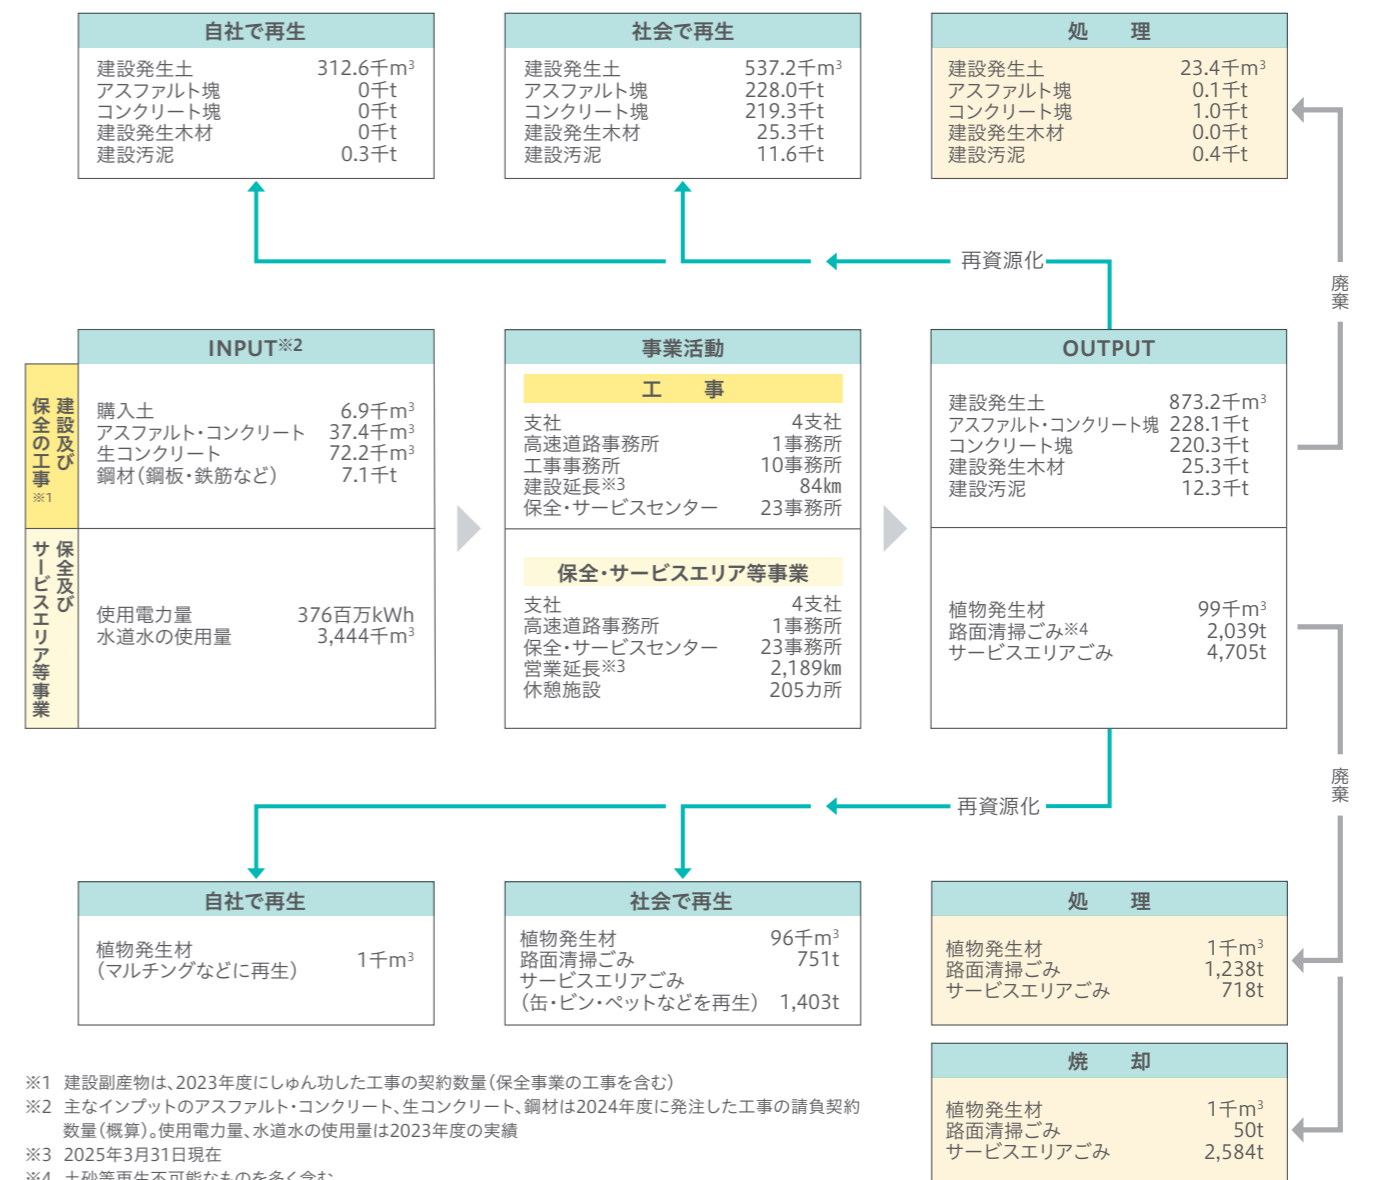 自社で再生
建設発生土 312.6千m³
アスファルト塊 0千t
コンクリート塊 0千t
建設発生木材 0千t
建設汚泥 0.3千t
社会で再生
建設発生土 537.2千m³
アスファルト塊 228.0千t
コンクリート塊 219.3千t
建設発生木材 25.3千t
建設汚泥 11.6千t
処 理
建設発生土 23.4千m³
アスファルト塊 0.1千t
コンクリート塊 1.0千t
建設発生木材 0.0千t
建設汚泥 0.4千t
再資源化
廃棄
建設及び
保全の工事
※1
INPUT※2
購入土 6.9千m³
アスファルト・コンクリート 37.4千m³
生コンクリート 72.2千m³
鋼材(鋼板・鉄筋など) 7.1千t
事業活動
工 事
支社 4支社
高速道路事務所 1事務所
工事事務所 10事務所
建設延長※3 84㎞
保全・サービスセンター 23事務所
OUTPUT
建設発生土 873.2千m³
アスファルト・コンクリート塊 228.1千t
コンクリート塊 220.3千t
建設発生木材 25.3千t
建設汚泥 12.3千t
保全及び
サービスエリア等事業
使用電力量 376百万kWh
水道水の使用量 3,444千m³
保全・サービスエリア等事業
支社 4支社
高速道路事務所 1事務所
保全・サービスセンター 23事務所
営業延長※3 2,189㎞
休憩施設 205カ所
植物発生材 99千m³
路面清掃ごみ※4 2,039t
サービスエリアごみ 4,705t
再資源化
廃棄
自社で再生
植物発生材
(マルチングなどに再生) 1千m³
社会で再生
植物発生材 96千m³
路面清掃ごみ 751t
サービスエリアごみ
(缶・ビン・ペットなどを再生) 1,403t
処 理
植物発生材 1千m³
路面清掃ごみ 1,238t
サービスエリアごみ 718t
焼 却
植物発生材 1千m³
路面清掃ごみ 50t
サービスエリアごみ 2,584t
※1 建設副産物は、2023年度にしゅん功した工事の契約数量(保全事業の工事を含む)
※2 主なインプットのアスファルト・コンクリート、生コンクリート、鋼材は2024年度に発注した工事の請負契約
数量(概算)。使用電力量、水道水の使用量は2023年度の実績
※3 2025年3月31日現在
※4 土砂等再生不可能なものを多く含む